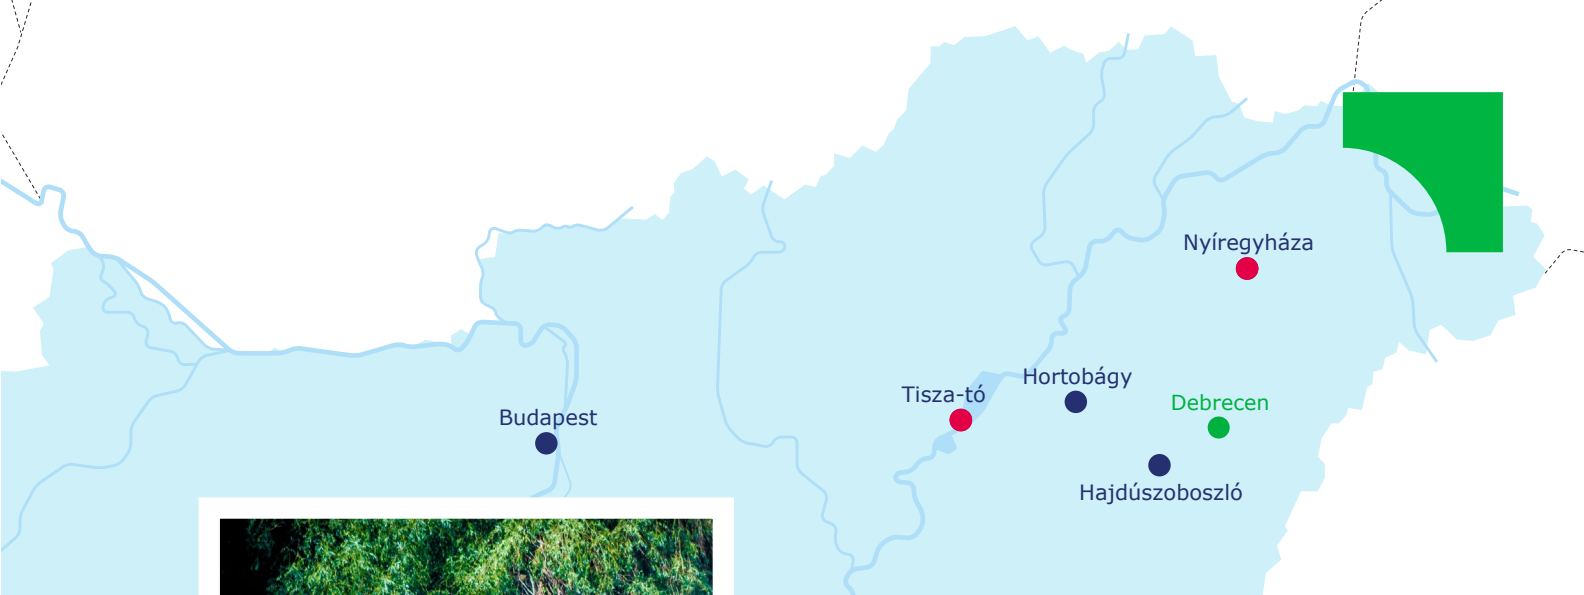 Nyíregyháza
Hortobágy
Tisza-tó
Debrecen
Budapest
Hajdúszoboszló